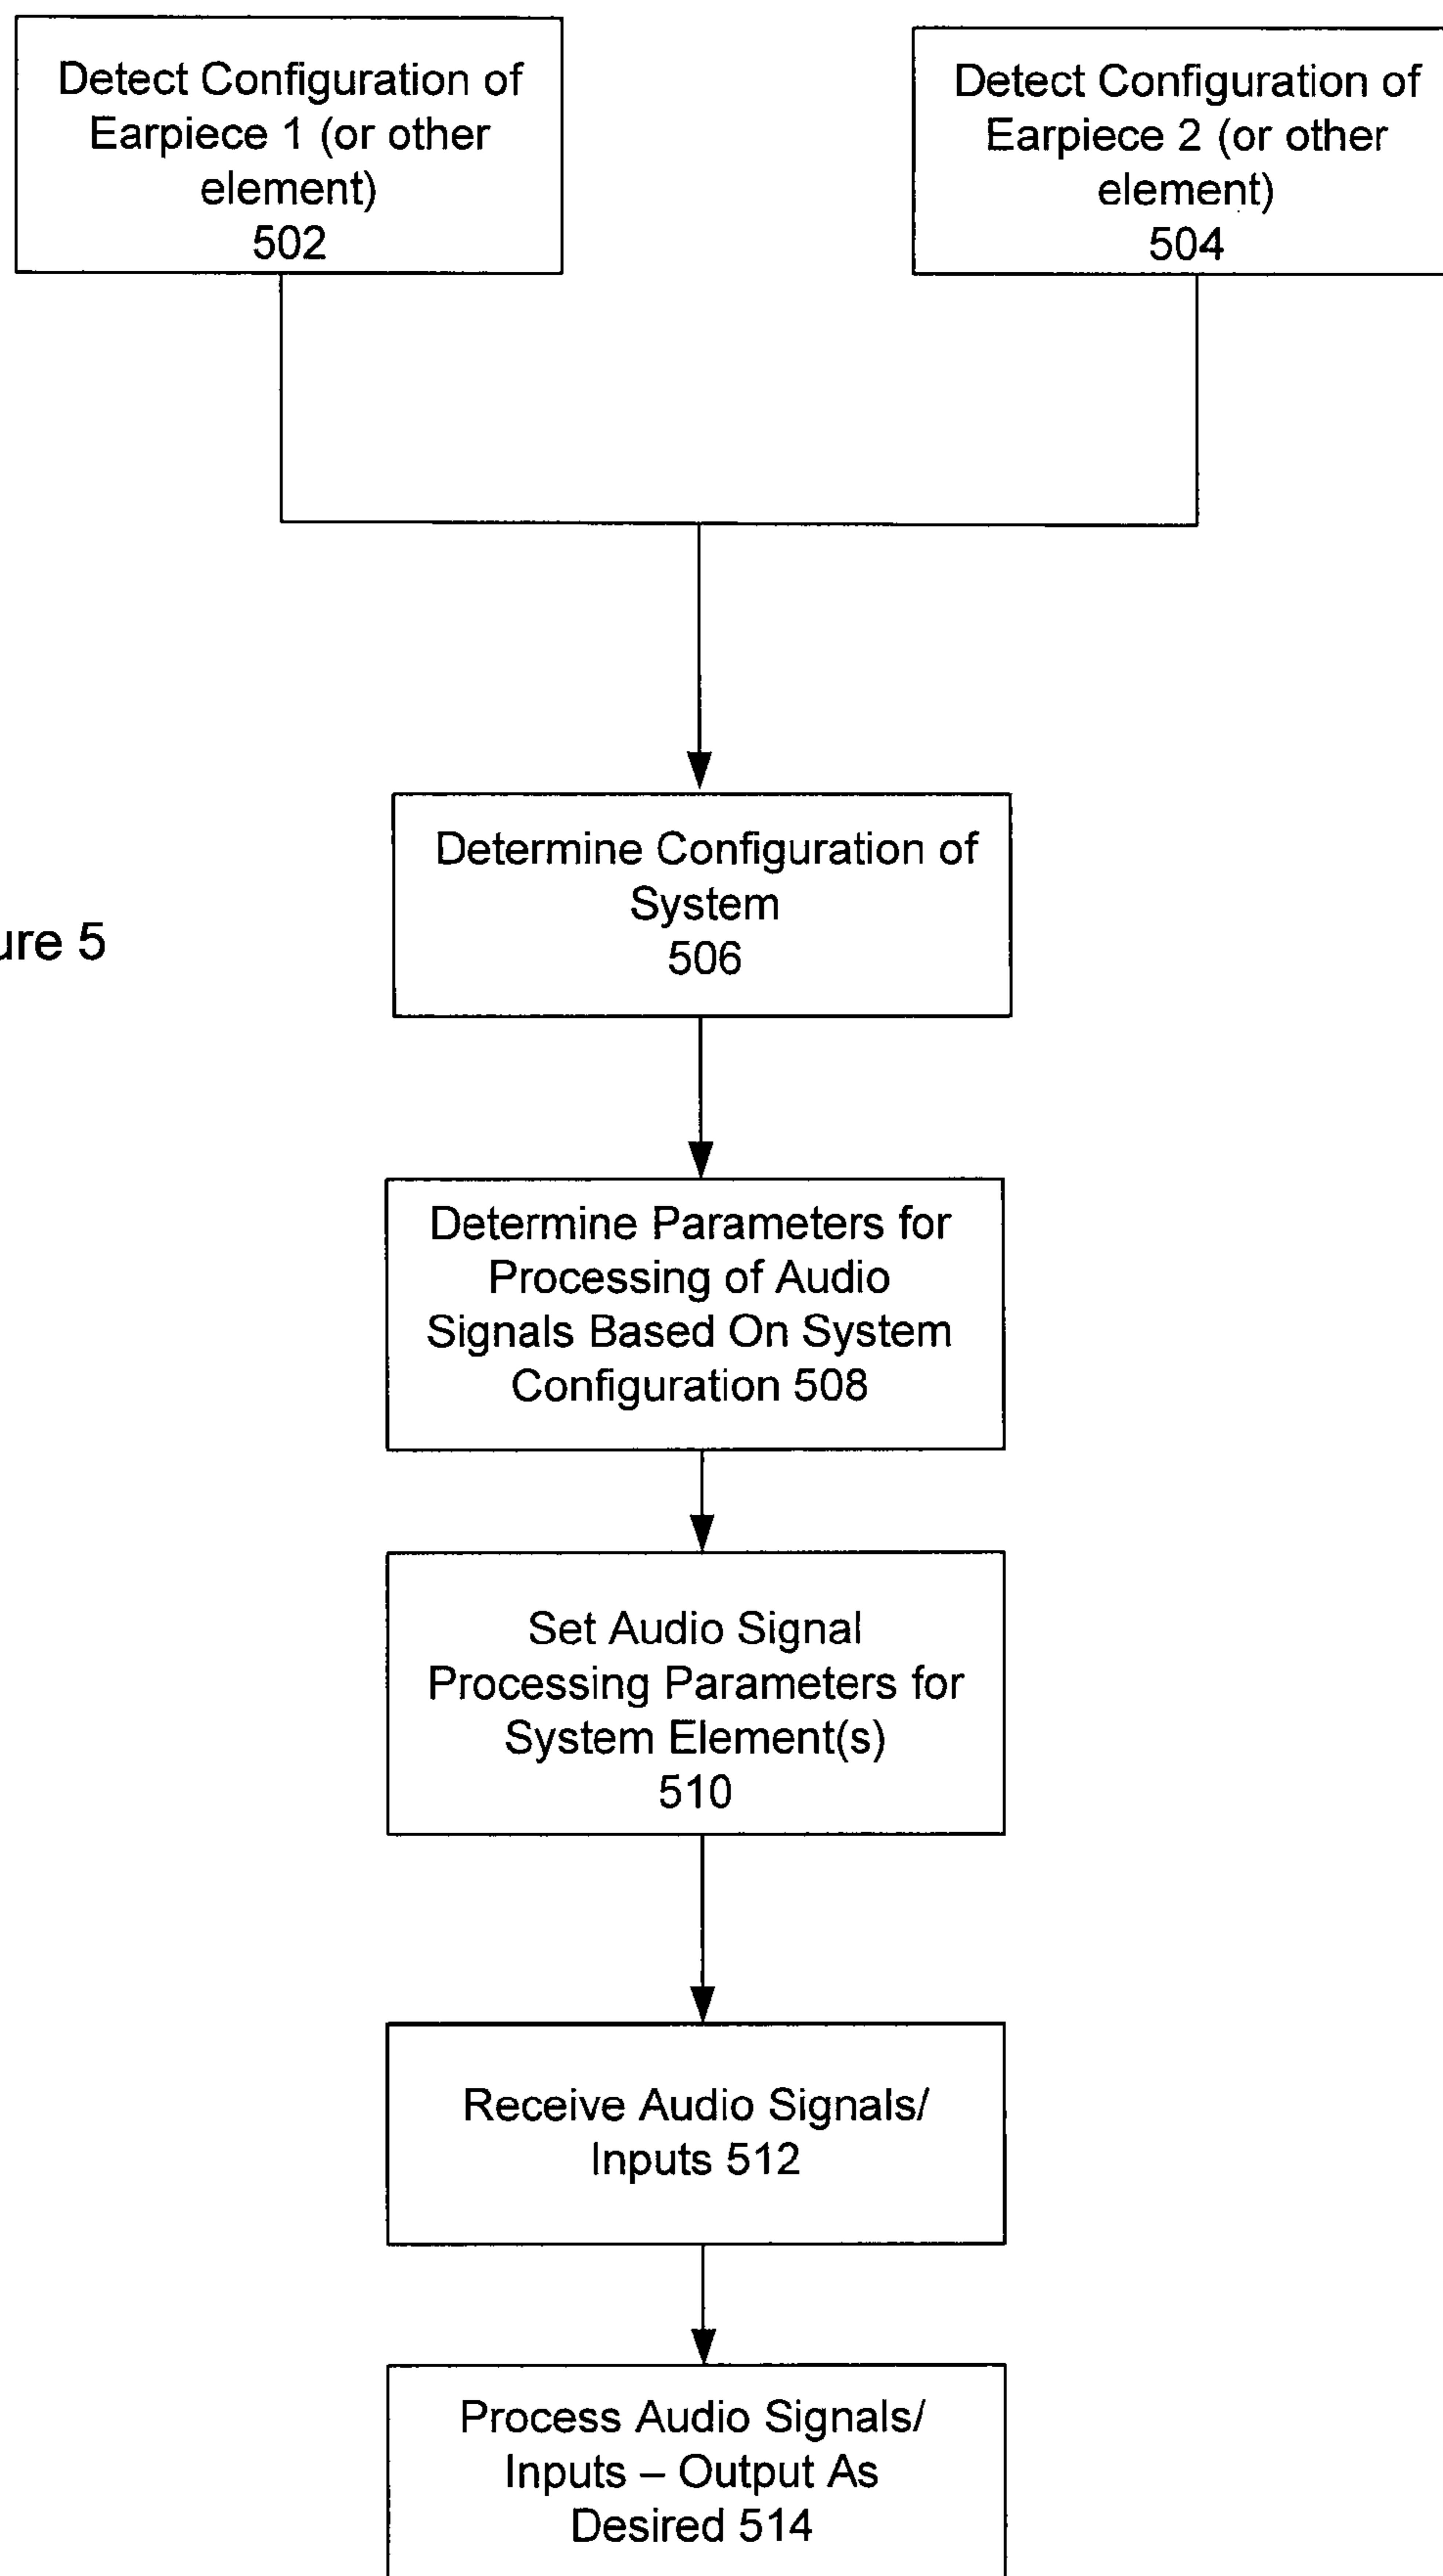 Detect Configuration of
Earpiece 1 (or other
element)
502
Detect Configuration of
Earpiece 2 (or other
element)
504
Determine Configuration of
System
506
ure 5
Determine Parameters for
Processing of Audio
Signals Based On System
Configuration 508
Set Audio Signal
Processing Parameters for
System Element(s)
510
Receive Audio Signals/
Inputs 512
Process Audio Signals/
Inputs – Output As
Desired 514